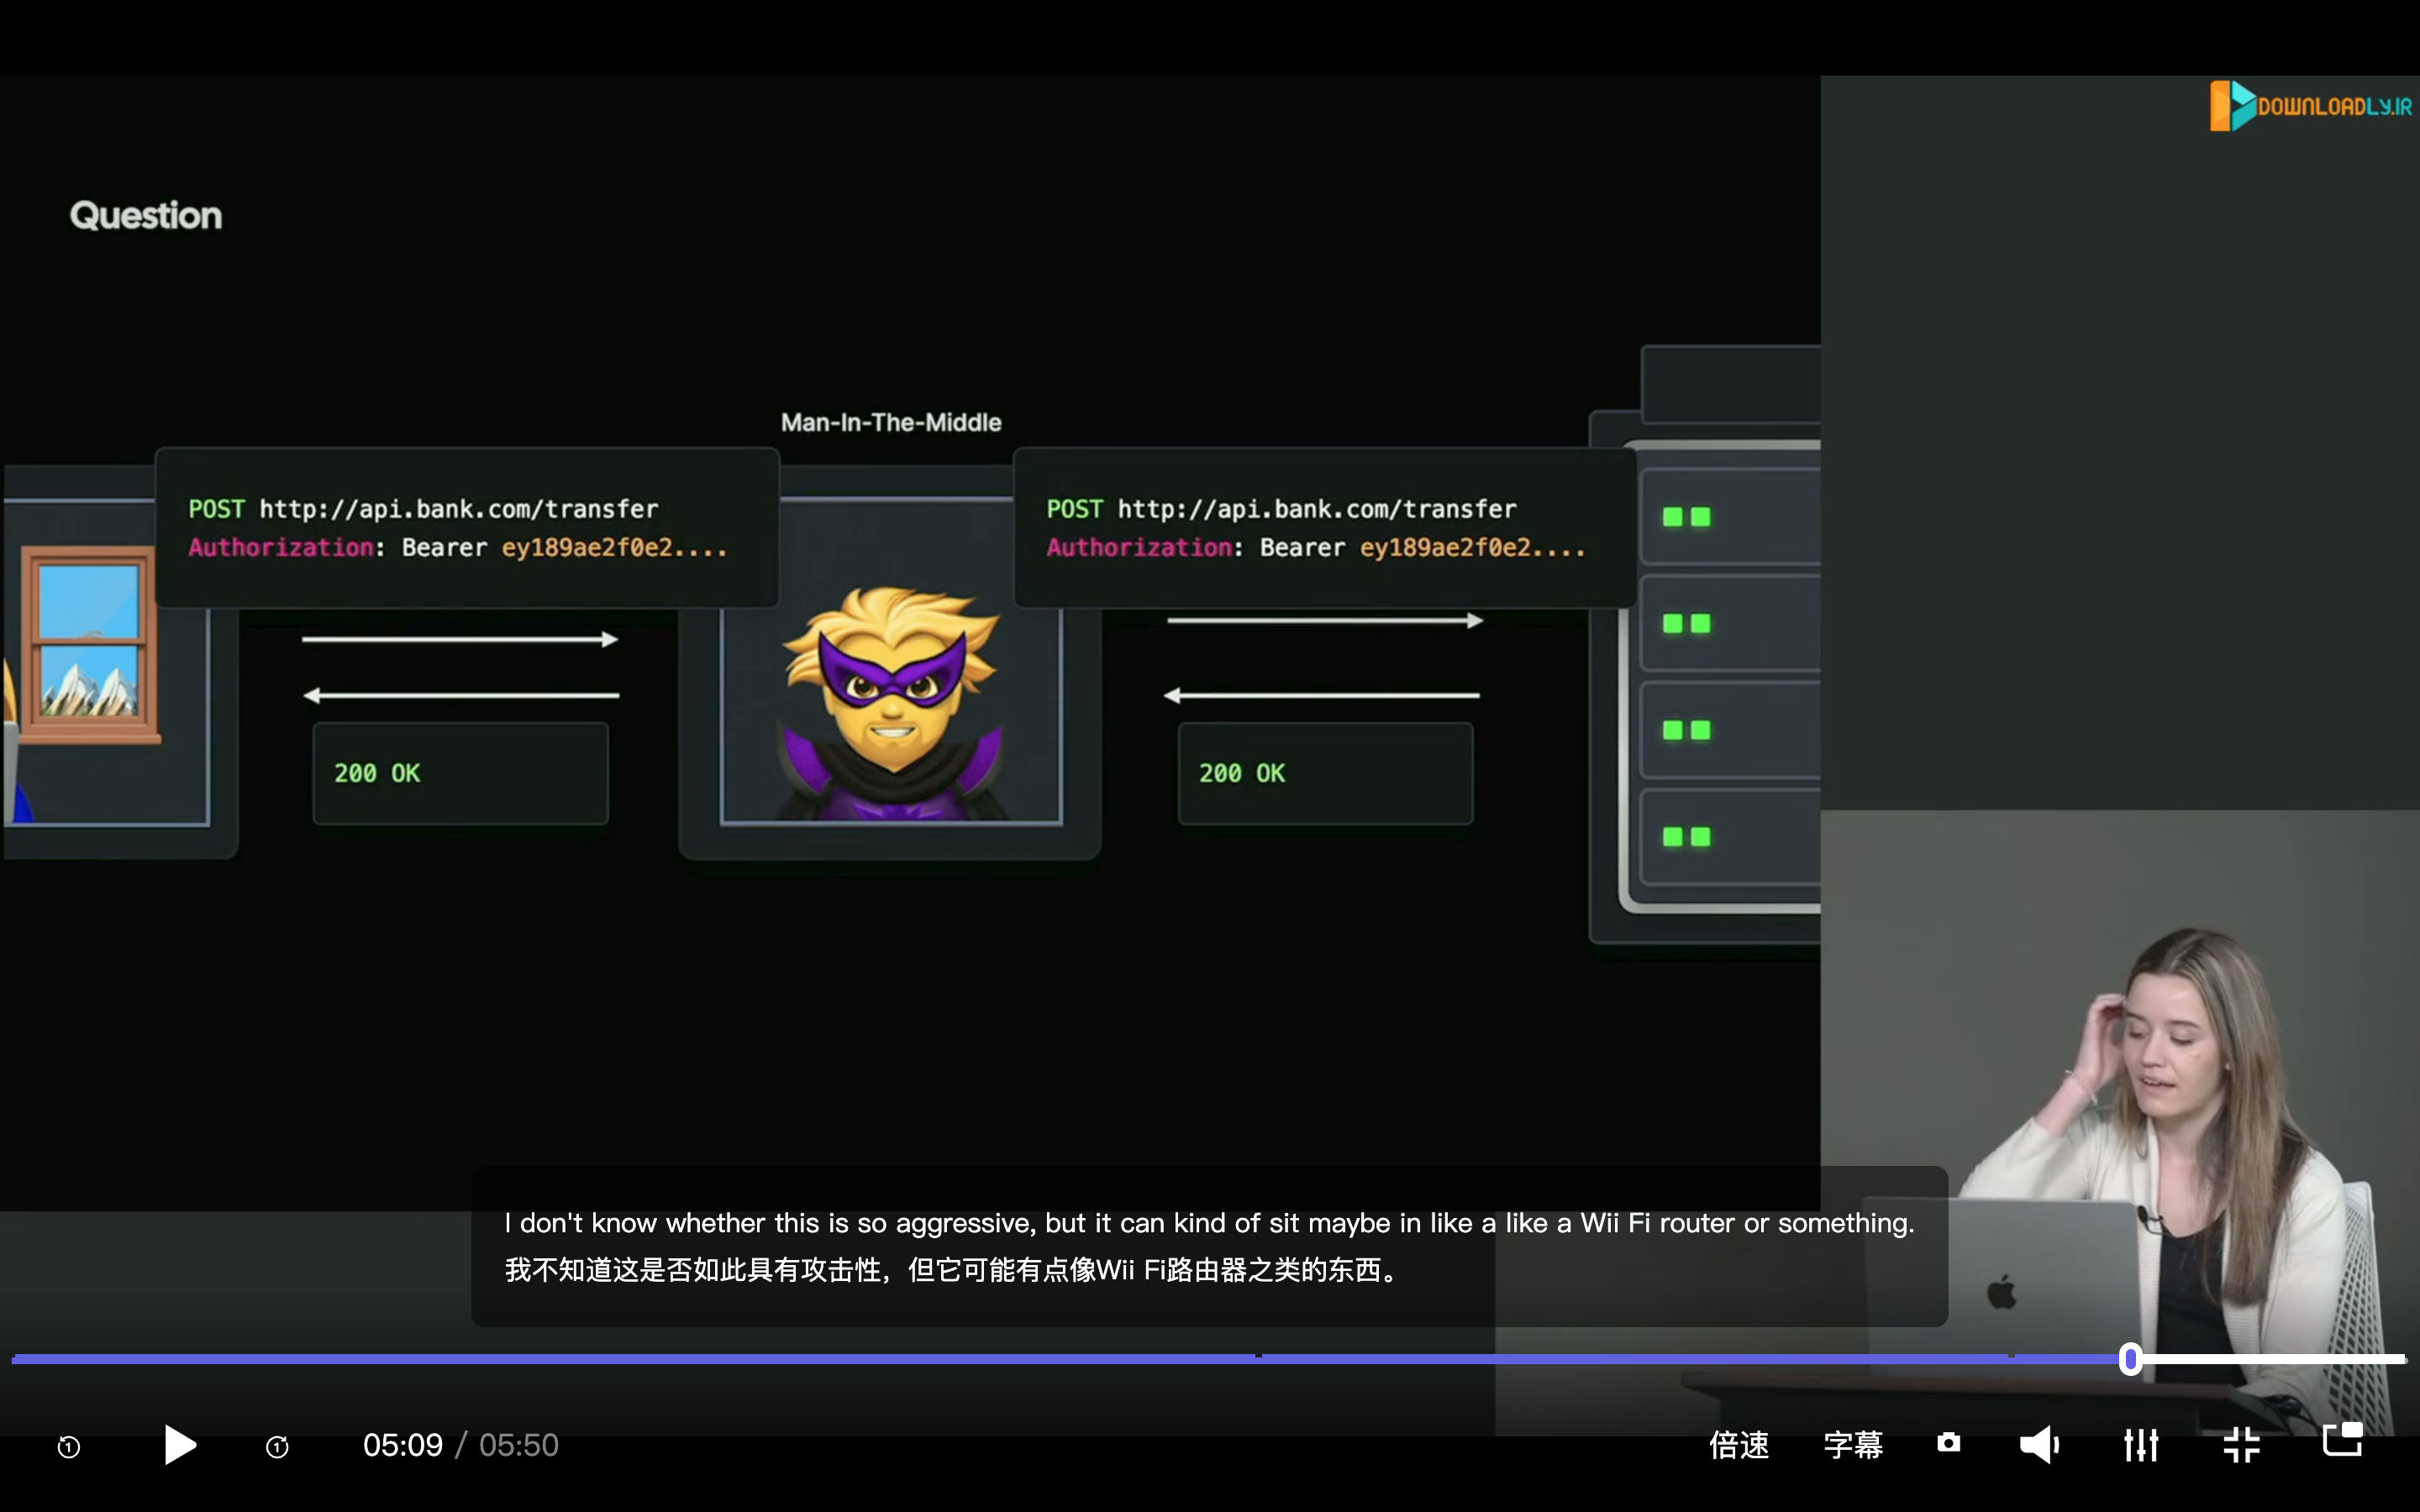 DOWNLOADLY.IR
Question
Man-In-The-Middle
POST http://api.bank.com/transfer
Authorization: Bearer ey189ae2f0e2....
POST http://api.bank.com/transfer
Authorization: Bearer ey189ae2f0e2....
200 OK
200 OK
I don't know whether this is so aggressive, but it can kind of sit maybe in like a like a Wii Fi router or something.
我不知道这是否如此具有攻击性，但它可能有点像Wii Fi路由器之类的东西。
1
1
05:09 / 05:50
倍速
字幕